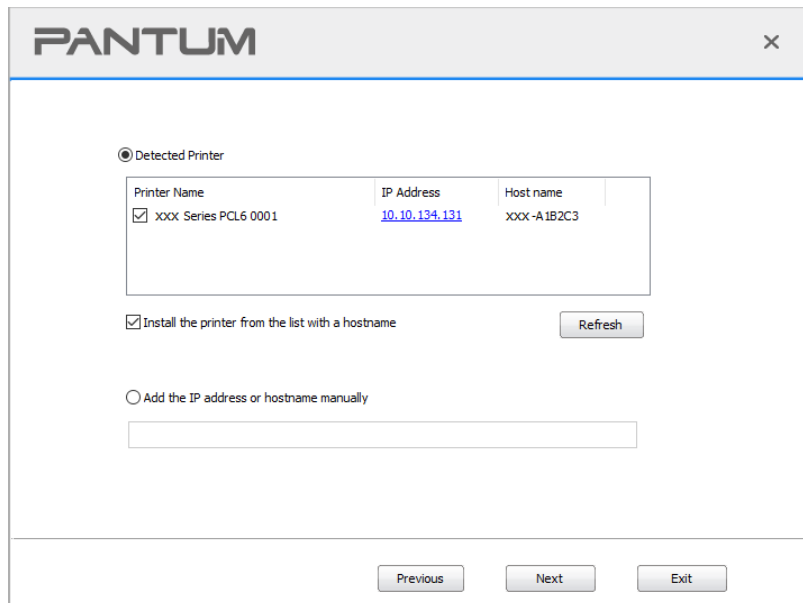 PANTUM
Detected Printer
Printer Name IP Address Host name
XXX Series PCL6 0001 10.10.134.131 XXX-A1B2C3
Install the printer from the list with a hostname Refresh
Add the IP address or hostname manually
Previous Next Exit